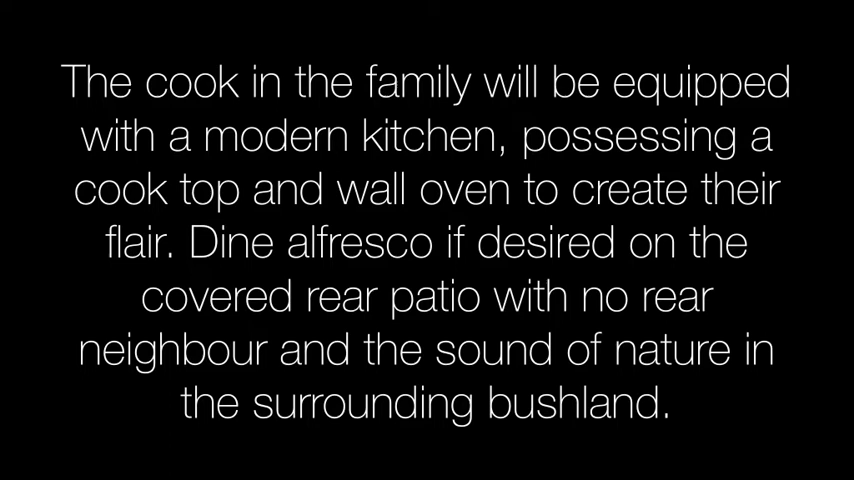 The cook in the family will be equipped
with a modern kitchen, possessing a
cook top and wall oven to create their
flair. Dine alfresco if desired on the
covered rear patio with no rear
neighbour and the sound of nature in
the surrounding bushland.